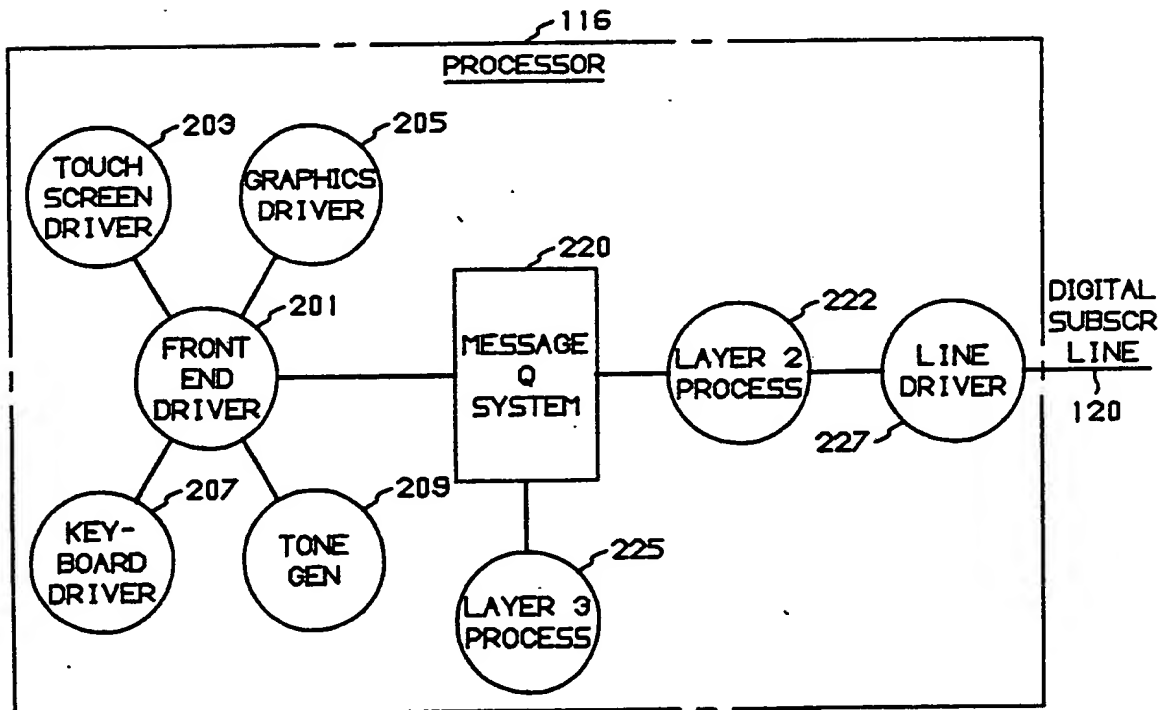 116
PROCESSOR
203
205
TOUCH
SCREEN
DRIVER
GRAPHICS
DRIVER
220
201
222
DIGITAL
SUBSCR
LINE
FRONT
END
DRIVER
MESSAGE
Q
SYSTEM
LAYER 2
PROCESS
LINE
DRIVER
120
227
207
209
KEY-
BOARD
DRIVER
TONE
GEN
225
LAYER 3
PROCESS